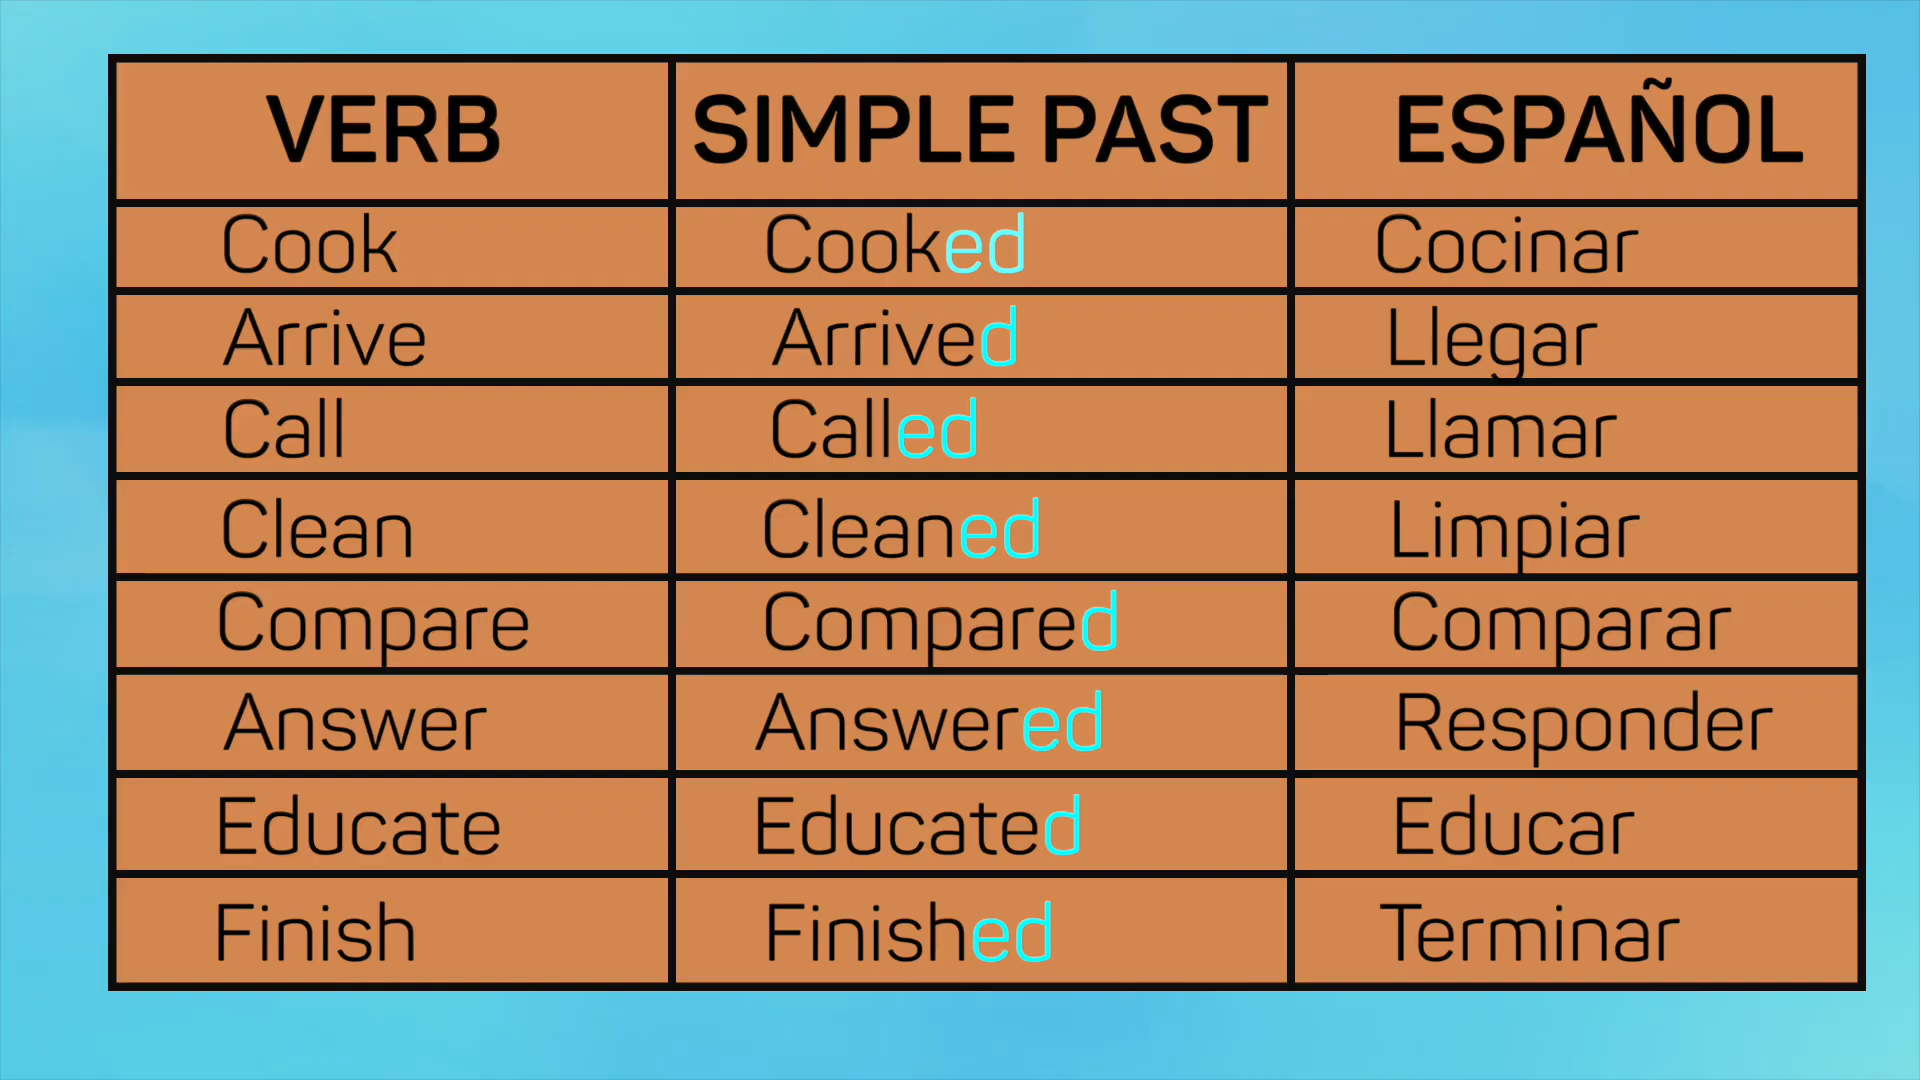 VERB SIMPLE PAST ESPAÑOL
Cook Cooked Cocinar
Arrive Arrived Llegar
Call Called Llamar
Clean Cleaned Limpiar
Compare Compared Comparar
Answer Answered Responder
Educate Educated Educar
Finish Finished Terminar